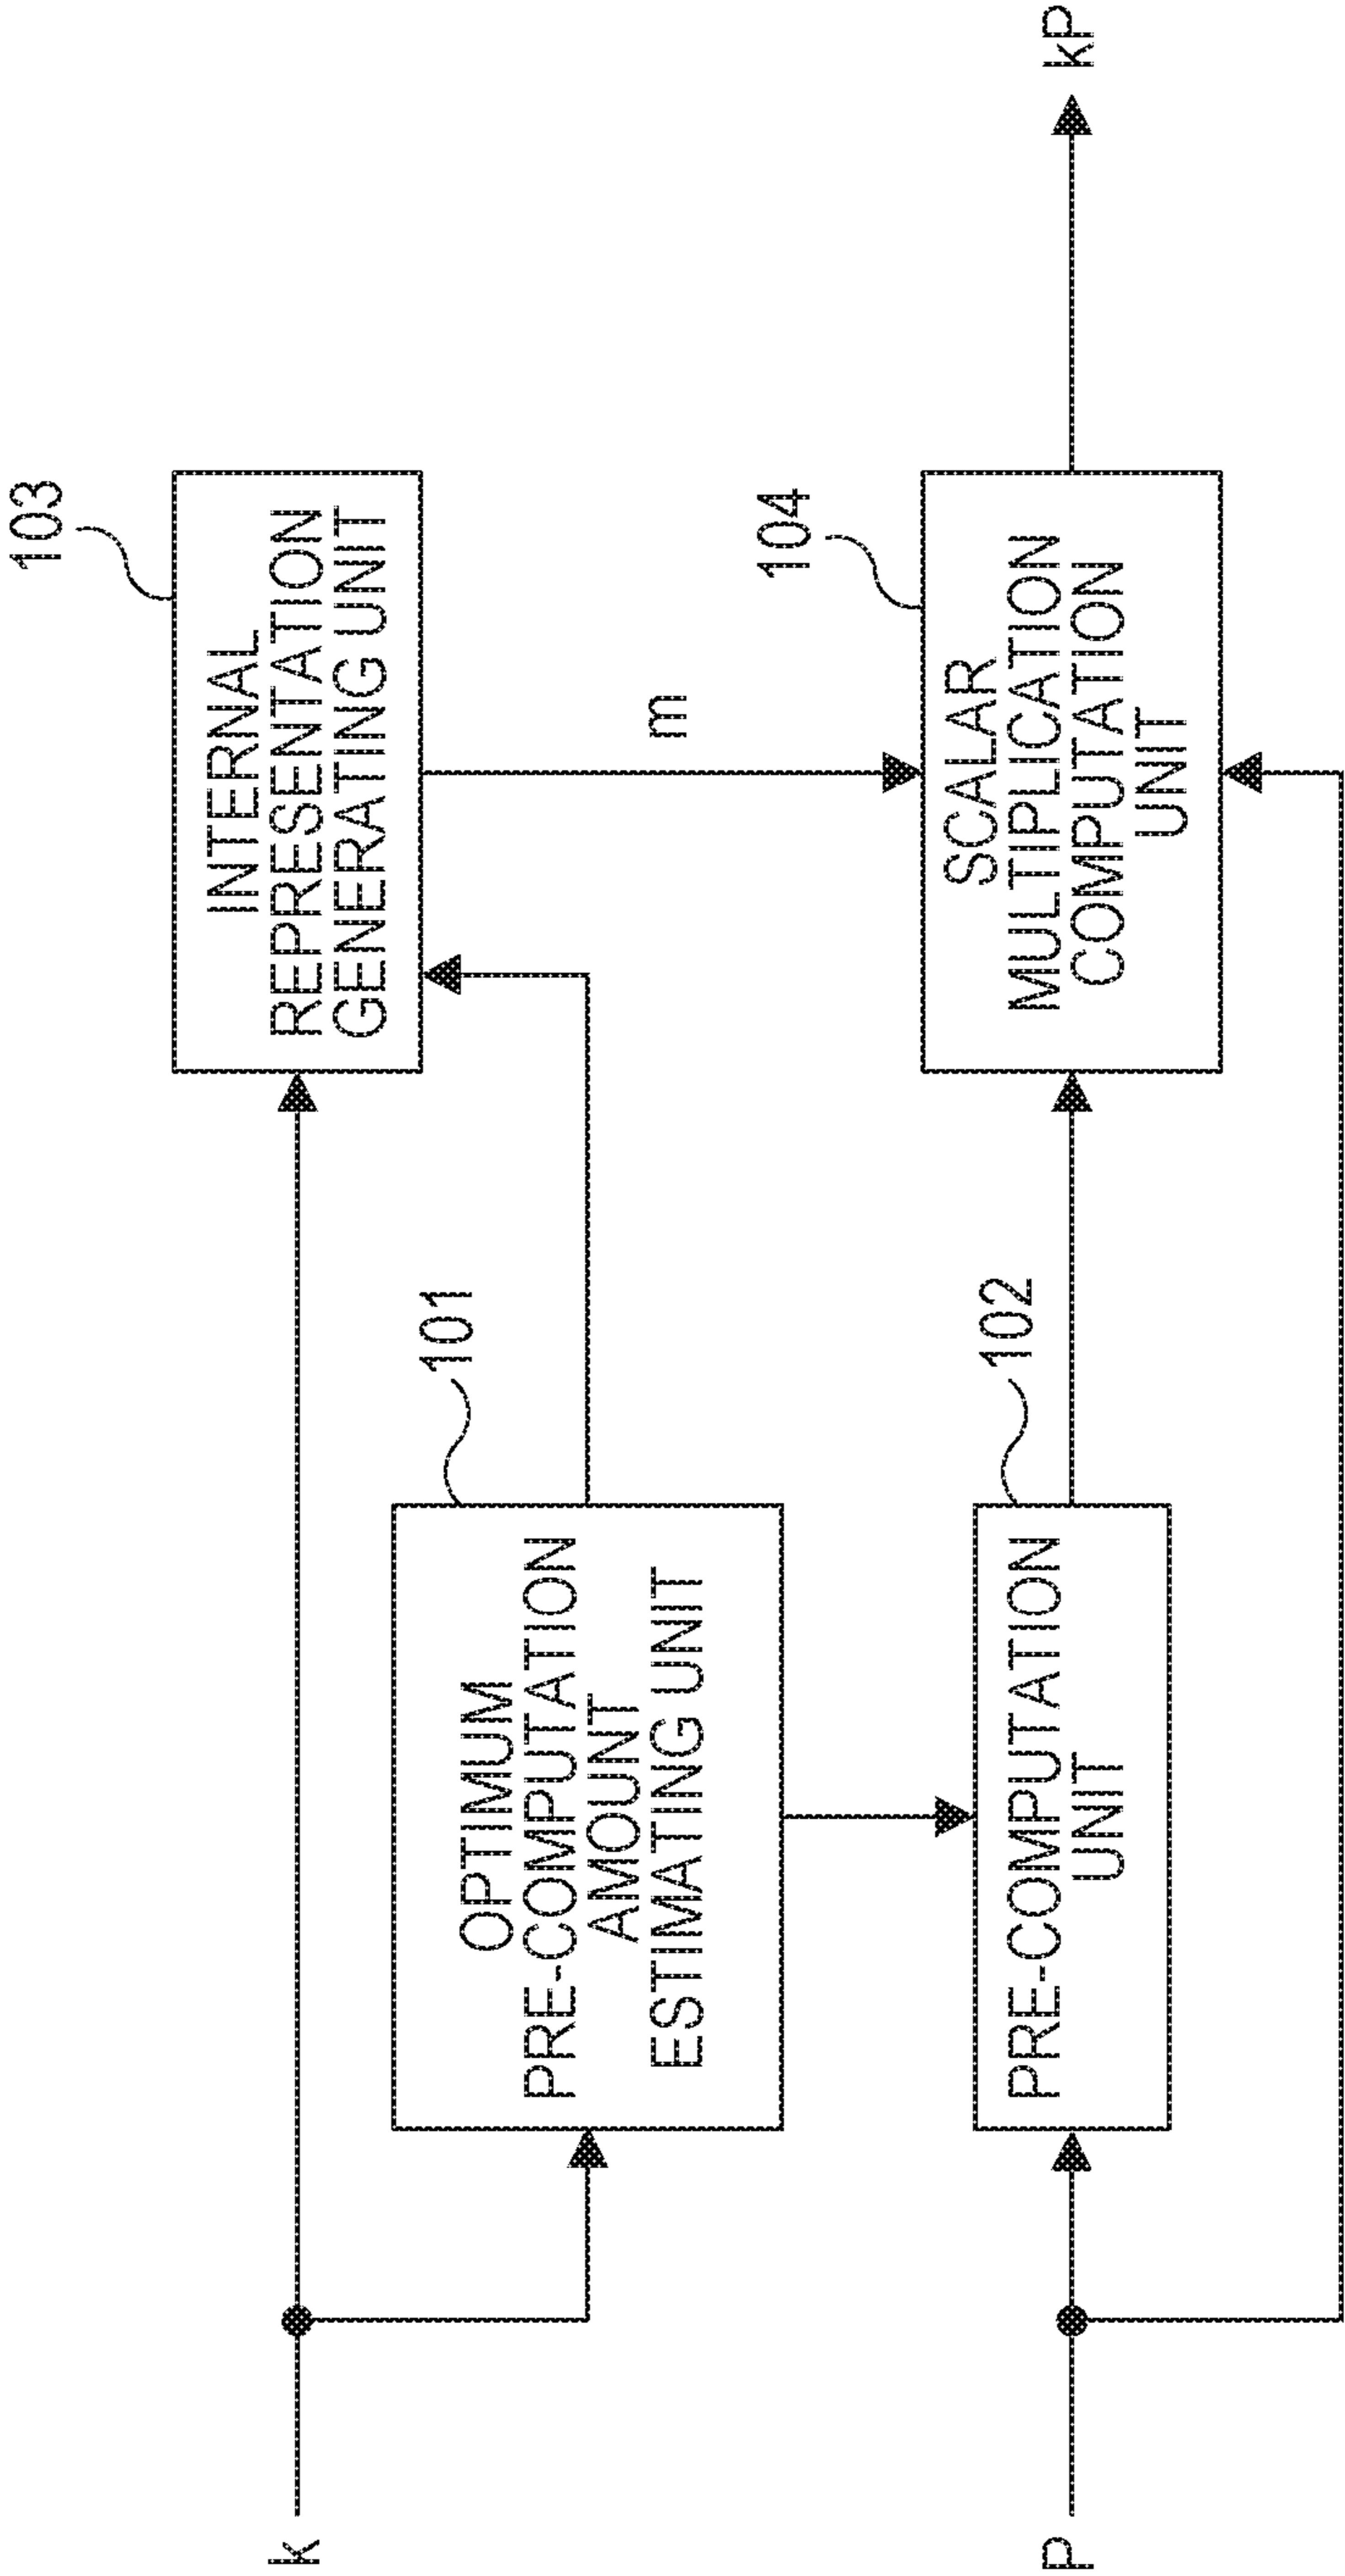 103
INTERNAL
REPRESENTATION
GENERATING UNIT
k
101
OPTIMUM
PRE-COMPUTATION
AMOUNT
ESTIMATING UNIT
m
104
SCALAR
MULTIPLICATION
COMPUTATION
UNIT
kP
102
PRE-COMPUTATION
UNIT
P